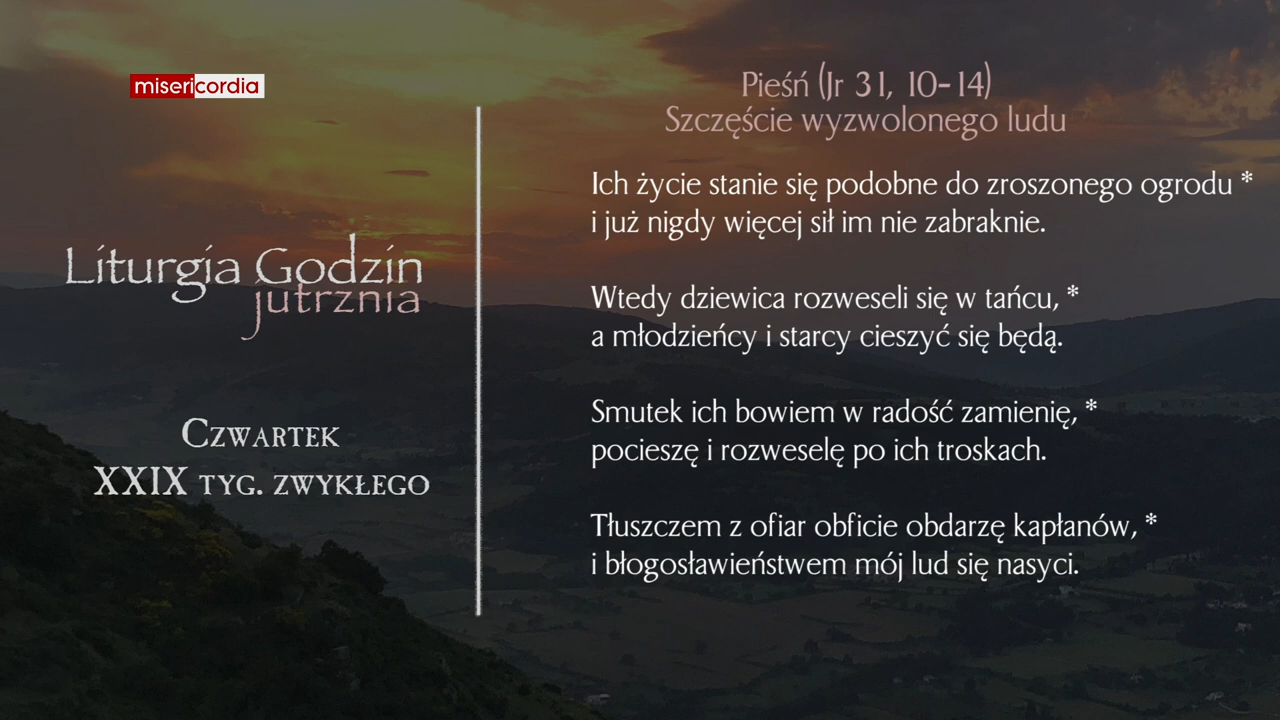 misericordia
Liturgia Godzin
jutrznia
Czwartek
XXIX tyg. zwykłego
Pieśń (Jr 31, 10-14)
Szczęście wyzwolonego ludu
Ich życie stanie się podobne do zroszonego ogrodu *
i już nigdy więcej sił im nie zabraknie.
Wtedy dziewica rozweseli się w tańcu, *
a młodzieńcy i starcy cieszyć się będą.
Smutek ich bowiem w radość zamienię, *
pocieszę i rozweselę po ich troskach.
Tłuszczem z ofiar obficie obdarzę kapłanów, *
i błogosławieństwem mój lud się nasyci.